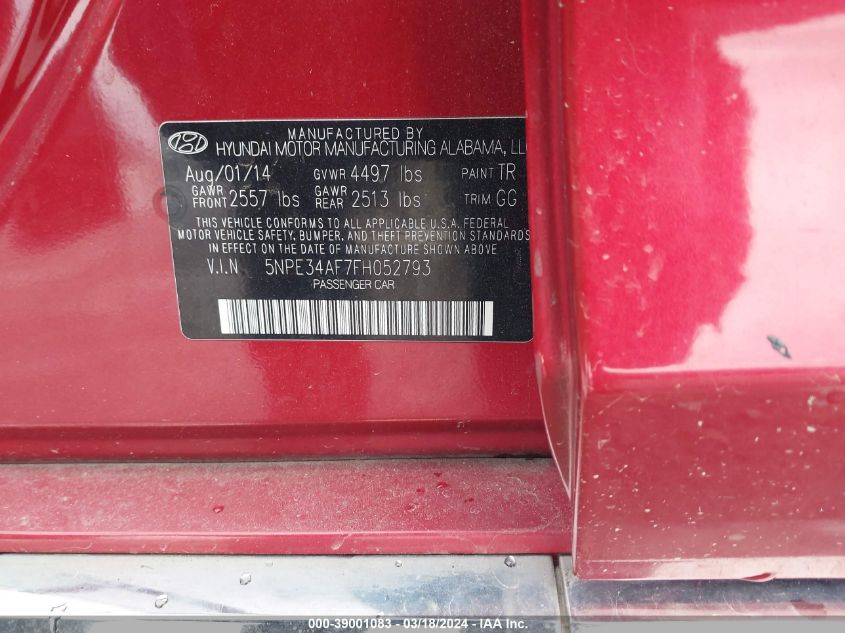 MANUFACTURED BY
HYUNDAI MOTOR MANUFACTURING ALABAMA,
Aug/01/14 GVWR 4497 lbs PAINT TR
GAWR FRONT 2557 lbs GAWR REAR 2513 lbs TRIM GG
THIS VEHICLE CONFORMS TO ALL APPLICABLE U.S.A. FEDERAL
MOTOR VEHICLE SAFETY, BUMPER, AND THEFT PREVENTION STANDARDS
IN EFFECT ON THE DATE OF MANUFACTURE SHOWN ABOVE
V.I.N 5NPE34AF7FH052793
PASSENGER CAR
000-39001083 - 03/18/2024 - IAA Inc.